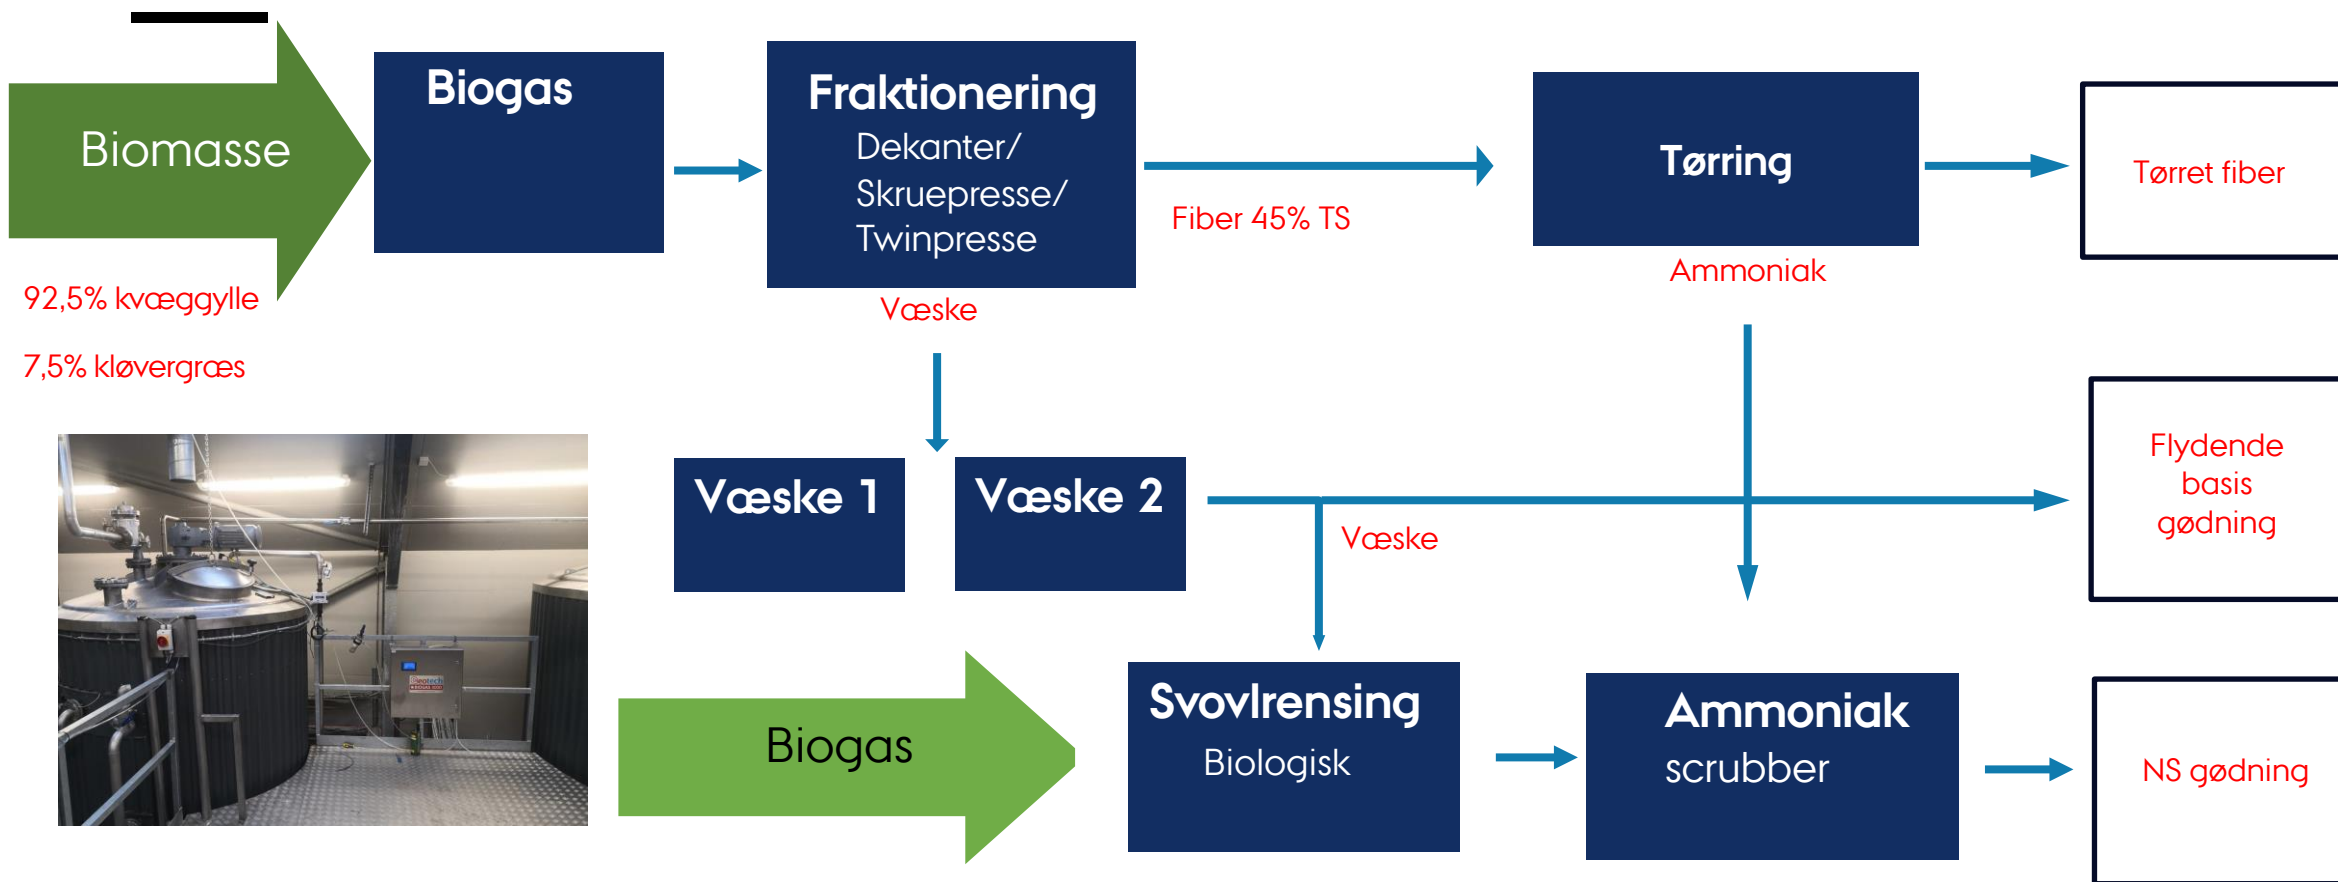 Biomasse
92,5% kvæggylle
7,5% kløvergræs
Biogas
Fraktionering
Dekanter/
Skruepresse/
Twinpresse
Væske
Fiber 45% TS
Tørring
Ammoniak
Tørret fiber
Væske 1
Væske 2
Væske
Flydende
basis
gødning
Biogas
Svovlrensing
Biologisk
Ammoniak
scrubber
NS gødning